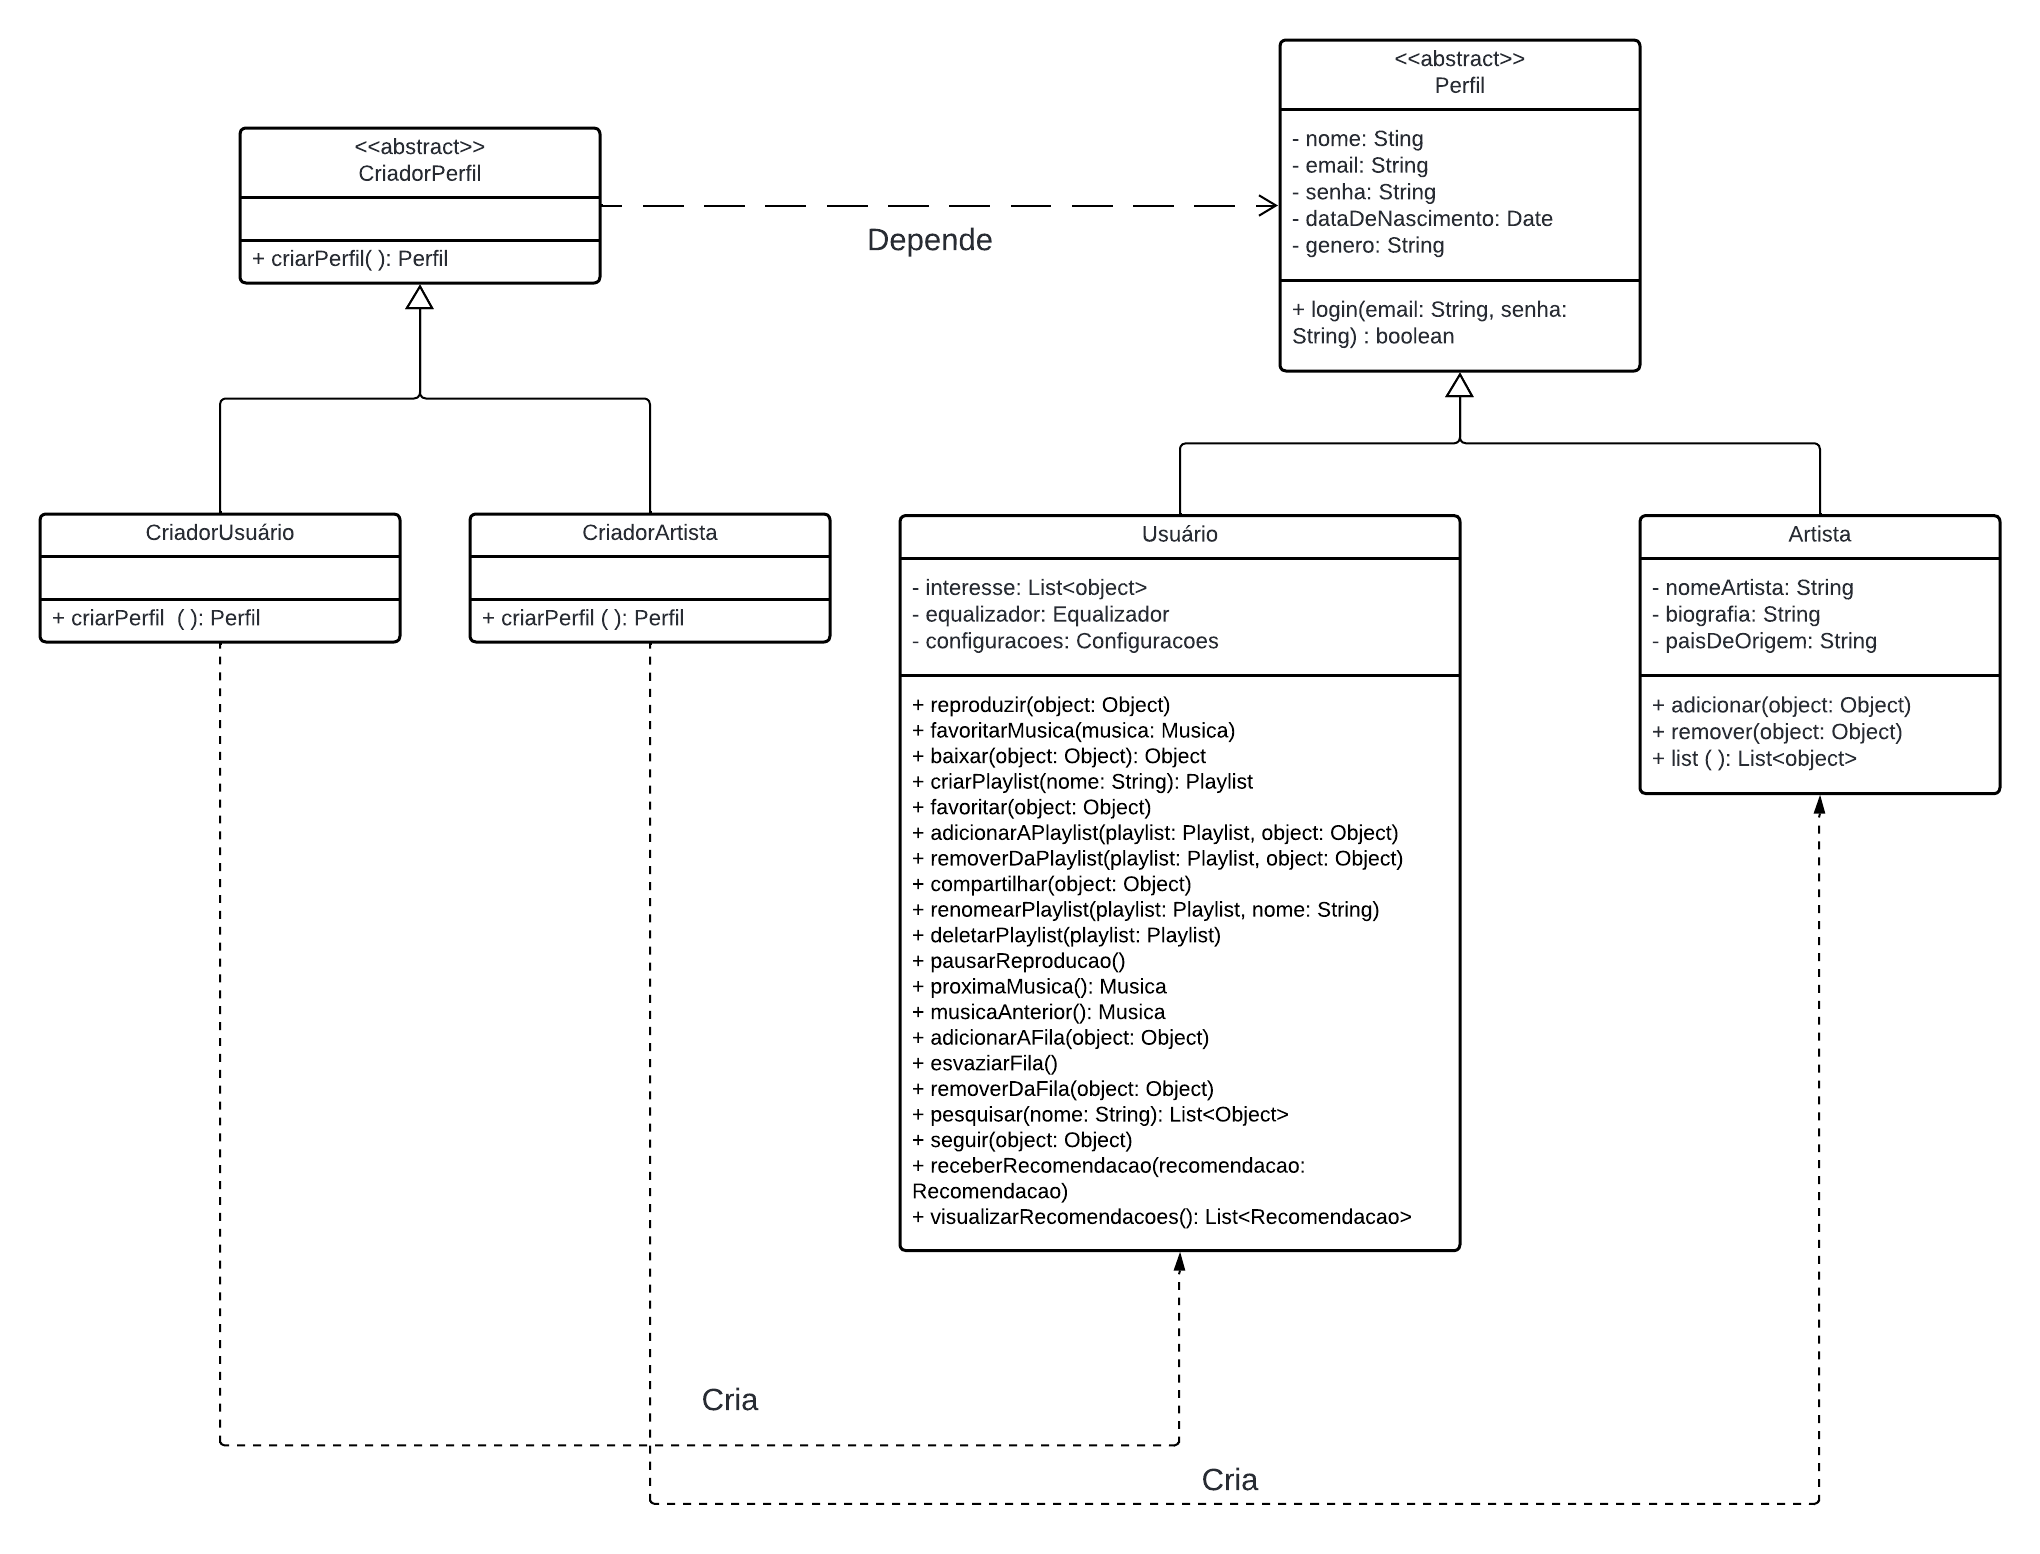 <<abstract>>
Perfil
- nome: Sting
- email: String
- senha: String
- dataDeNascimento: Date
- genero: String
+ login(email: String, senha:
String) : boolean
<<abstract>>
CriadorPerfil
+ criarPerfil( ): Perfil
Depende
CriadorUsuário
+ criarPerfil  ( ): Perfil
CriadorArtista
+ criarPerfil ( ): Perfil
Usuário
- interesse: List<object>
- equalizador: Equalizador
- configuracoes: Configuracoes
+ reproduzir(object: Object)
+ favoritarMusica(musica: Musica)
+ baixar(object: Object): Object
+ criarPlaylist(nome: String): Playlist
+ favoritar(object: Object)
+ adicionarAPlaylist(playlist: Playlist, object: Object)
+ removerDaPlaylist(playlist: Playlist, object: Object)
+ compartilhar(object: Object)
+ renomearPlaylist(playlist: Playlist, nome: String)
+ deletarPlaylist(playlist: Playlist)
+ pausarReproducao()
+ proximaMusica(): Musica
+ musicaAnterior(): Musica
+ adicionarAFila(object: Object)
+ esvaziarFila()
+ removerDaFila(object: Object)
+ pesquisar(nome: String): List<Object>
+ seguir(object: Object)
+ receberRecomendacao(recomendacao:
Recomendacao)
+ visualizarRecomendacoes(): List<Recomendacao>
Artista
- nomeArtista: String
- biografia: String
- paisDeOrigem: String
+ adicionar(object: Object)
+ remover(object: Object)
+ list ( ): List<object>
Cria
Cria